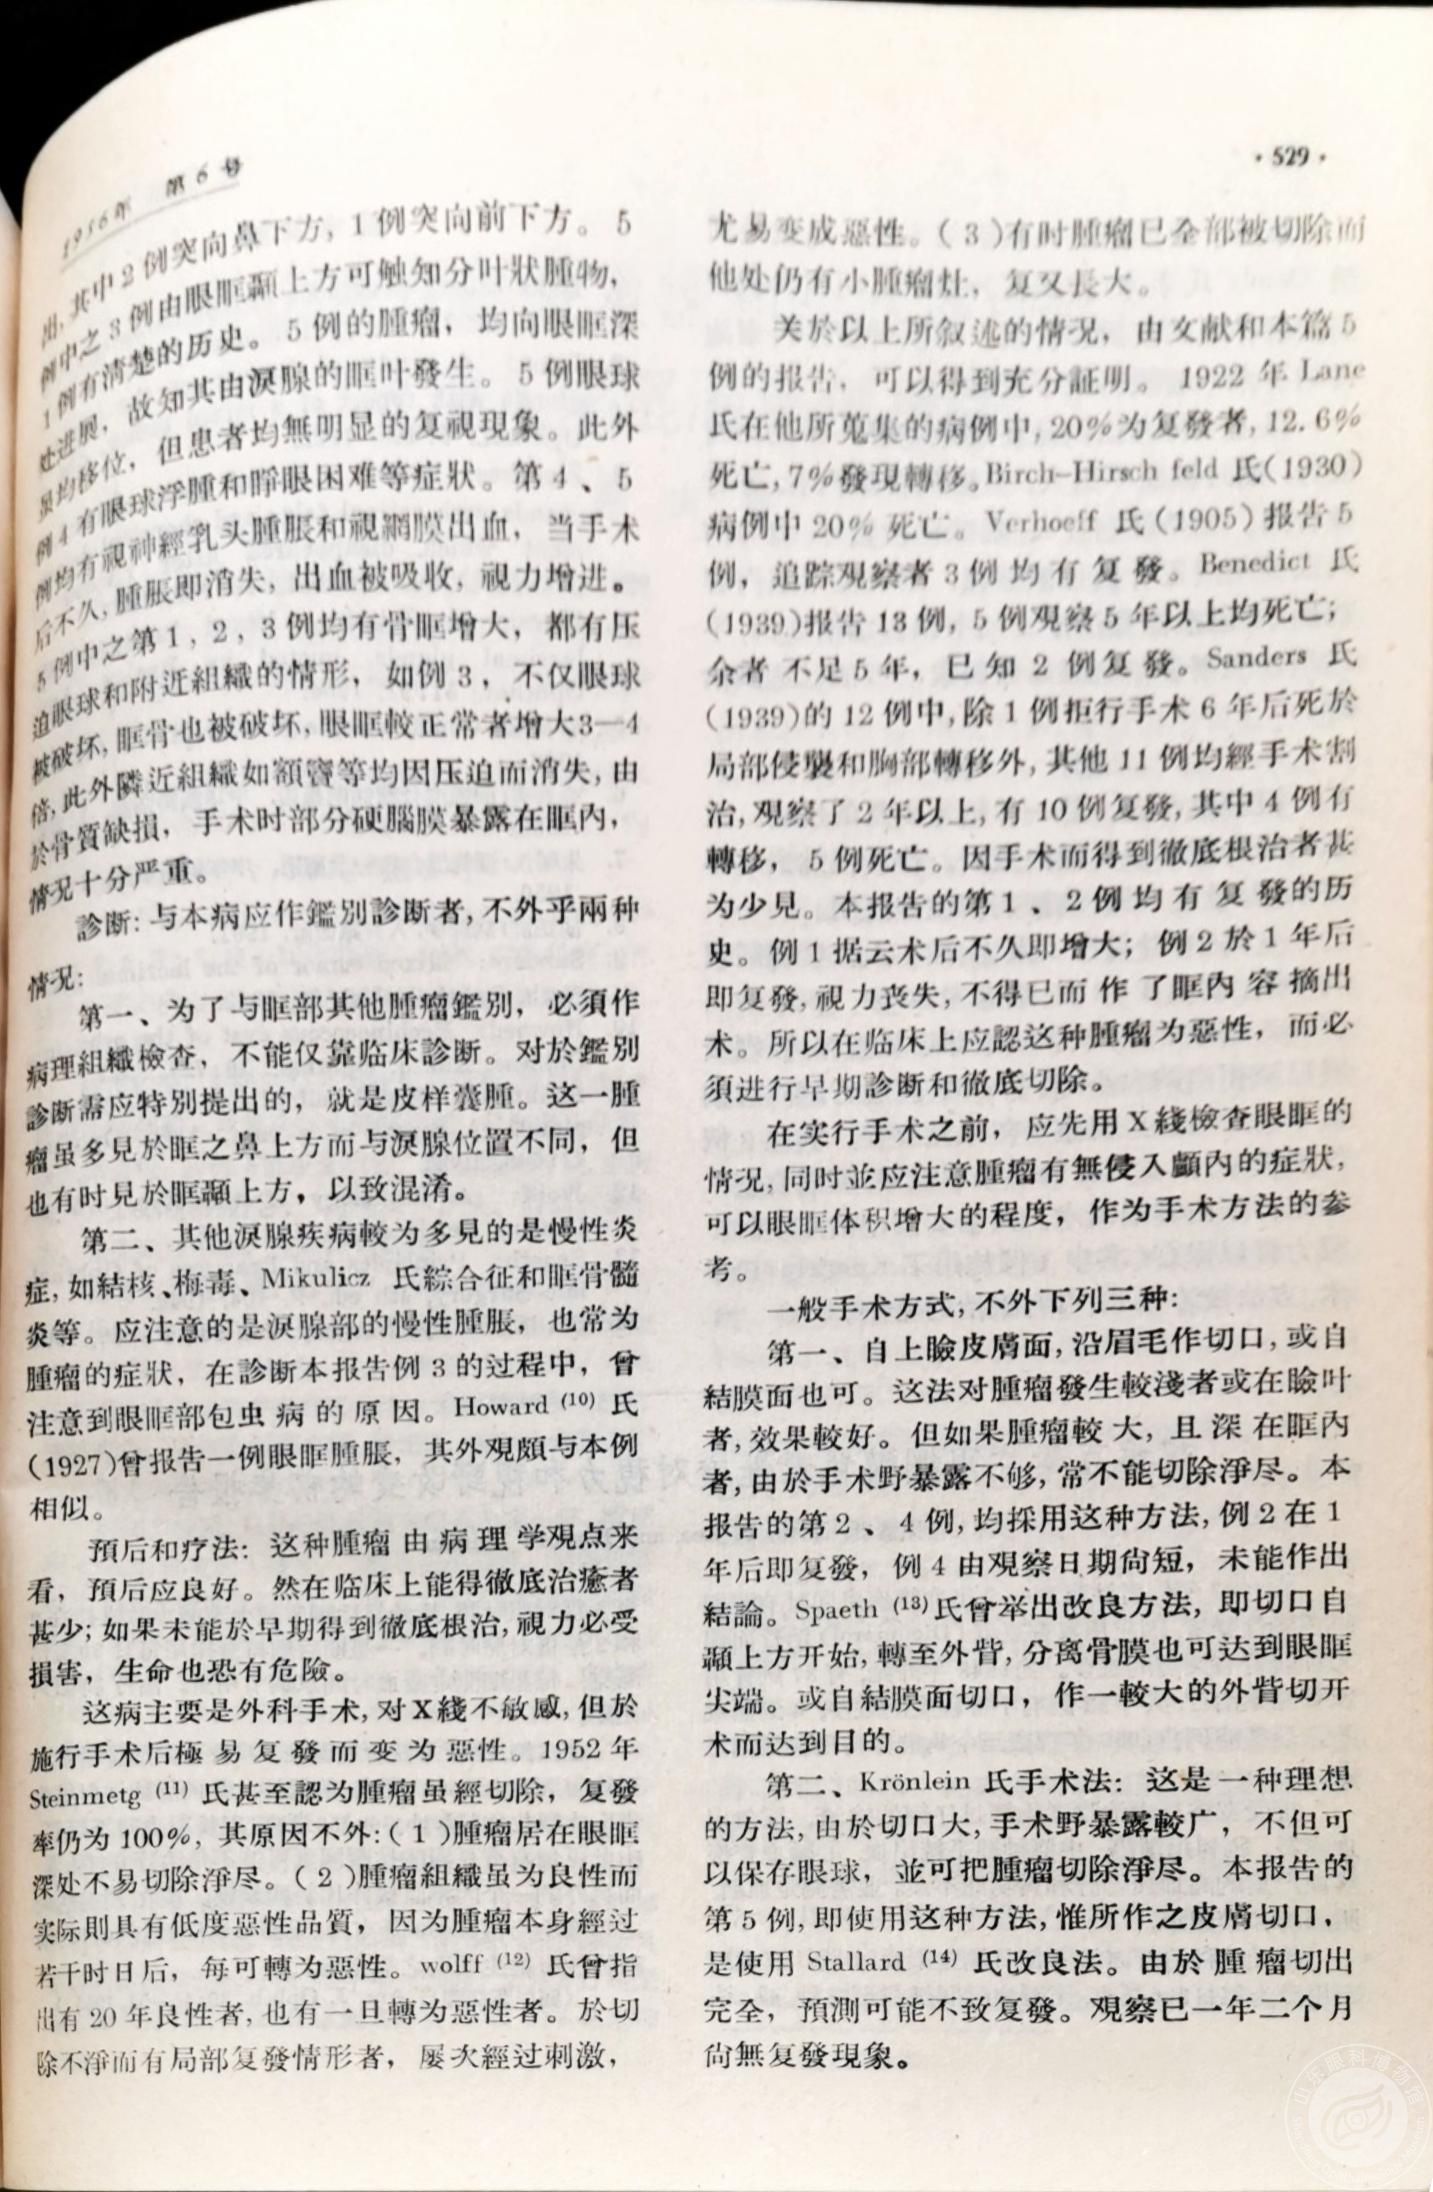 1956年 第6号
·529·
出,其中2例突向鼻下方,1例突向前下方。5
例中之3例由眼眶顳上方可触知分叶狀腫物,
1例有清楚的历史。5例的腫瘤，均向眼眶深
处进展，故知其由淚腺的眶叶發生。5例眼球
虽均移位，但患者均無明显的复視現象。此外
例4有眼球浮腫和睜眼困难等症狀。第4、5
例均有視神經乳头腫脹和視網膜出血，当手术
后不久,腫脹即消失,出血被吸收,視力增进。
5例中之第1,2,3例均有骨眶增大，都有压
迫眼球和附近組織的情形，如例3，不仅眼球
被破坏,眶骨也被破坏,眼眶較正常者增大3—4
倍,此外隣近組織如額竇等均因压迫而消失,由
於骨質缺損，手术时部分硬腦膜暴露在眶內，
情况十分严重。
診断:与本病应作鑑別診断者,不外乎兩种
情况:
第一、为了与眶部其他腫瘤鑑別，必須作
病理組織檢查，不能仅靠临床診断。对於鑑別
診断需应特別提出的，就是皮样囊腫。这一腫
瘤虽多見於眶之鼻上方而与淚腺位置不同，但
也有时見於眶顳上方，以致混淆。
第二、其他淚腺疾病較为多見的是慢性炎
症,如結核、梅毒、Mikulicz 氏綜合征和眶骨髓
炎等。应注意的是淚腺部的慢性腫脹，也常为
腫瘤的症狀，在診断本报告例3的过程中，曾
注意到眼眶部包虫病的原因。Howard (10) 氏
(1927)曾报告一例眼眶腫脹，其外观頗与本例
相似。
預后和疗法: 这种腫瘤由病理学观点来
看，預后应良好。然在临床上能得徹底治癒者
甚少;如果未能於早期得到徹底根治,視力必受
損害，生命也恐有危險。
这病主要是外科手术,对X綫不敏感,但於
施行手术后極易复發而变为惡性。1952年
Steinmetg (11) 氏甚至認为腫瘤虽經切除，复發
率仍为100%,其原因不外:(1)腫瘤居在眼眶
深处不易切除淨尽。(2)腫瘤組織虽为良性而
实际則具有低度惡性品質，因为腫瘤本身經过
若干时日后，每可轉为惡性。wolff (12) 氏曾指
出有20年良性者,也有一旦轉为惡性者。於切
除不淨而有局部复發情形者，屡次經过刺激，
尤易变成惡性。(3)有时腫瘤已全部被切除而
他处仍有小腫瘤灶，复又長大。
关於以上所叙述的情况，由文献和本篇5
例的报告，可以得到充分証明。1922年Lane
氏在他所蒐集的病例中,20%为复發者,12.6%
死亡,7%發現轉移。Birch-Hirsch feld 氏(1930)
病例中20%死亡。Verhoeff 氏(1905)报告5
例，追踪观察者3例均有复發。Benedict 氏
(1939)报告13例,5例观察5年以上均死亡;
余者不足5年，已知2例复發。Sanders 氏
(1939)的12例中,除1例拒行手术6年后死於
局部侵襲和胸部轉移外,其他11例均經手术割
治,观察了2年以上,有10例复發,其中4例有
轉移，5例死亡。因手术而得到徹底根治者甚
为少見。本报告的第1、2例均有复發的历
史。例1据云术后不久即增大;例2於1年后
即复發,視力丧失,不得已而作了眶內容摘出
术。所以在临床上应認这种腫瘤为惡性，而必
須进行早期診断和徹底切除。
在实行手术之前，应先用X綫檢查眼眶的
情况,同时並应注意腫瘤有無侵入顱內的症狀,
可以眼眶体积增大的程度，作为手术方法的参
考。
一般手术方式,不外下列三种:
第一、自上瞼皮膚面,沿眉毛作切口,或自
結膜面也可。这法对腫瘤發生較淺者或在瞼叶
者,效果較好。但如果腫瘤較大,且深在眶內
者,由於手术野暴露不够,常不能切除淨尽。本
报告的第2、4例,均採用这种方法,例2在1
年后即复發，例4由观察日期尚短，未能作出
結論。Spaeth (13)氏曾举出改良方法，即切口自
顳上方开始,轉至外眥,分离骨膜也可达到眼眶
尖端。或自結膜面切口，作一較大的外眥切开
术而达到目的。
第二、Krönlein 氏手术法: 这是一种理想
的方法,由於切口大,手术野暴露較广，不但可
以保存眼球，並可把腫瘤切除淨尽。本报告的
第5例,即使用这种方法,惟所作之皮膚切口，
是使用 Stallard (14) 氏改良法。由於腫瘤切出
完全，預測可能不致复發。观察已一年二个月
尙無复發現象。
山东眼科博物馆